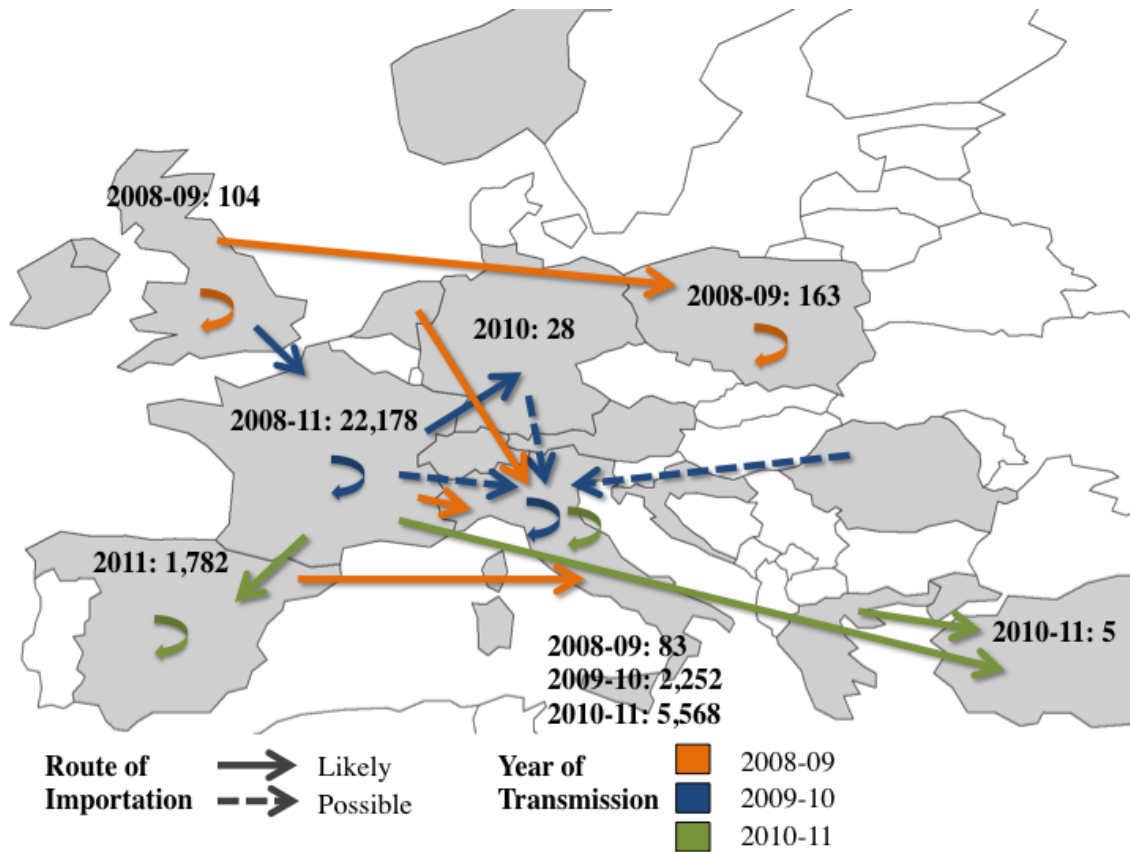 2008-09: 104
2008-09: 163
2010: 28
2008-11: 22,178
2011: 1,782
2010-11: 5
2008-09: 83
2009-10: 2,252
2010-11: 5,568
Route of
Importation
Likely
Possible
Year of
Transmission
2008-09
2009-10
2010-11